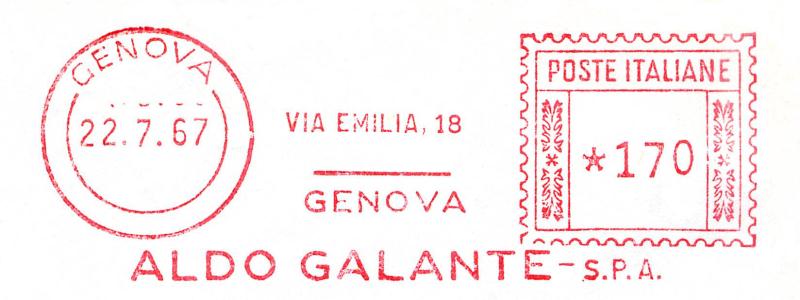 GENOVA
22.7.67
VIA EMILIA, 18
GENOVA
POSTE ITALIANE
*170
ALDO GALANTE - S.P.A.